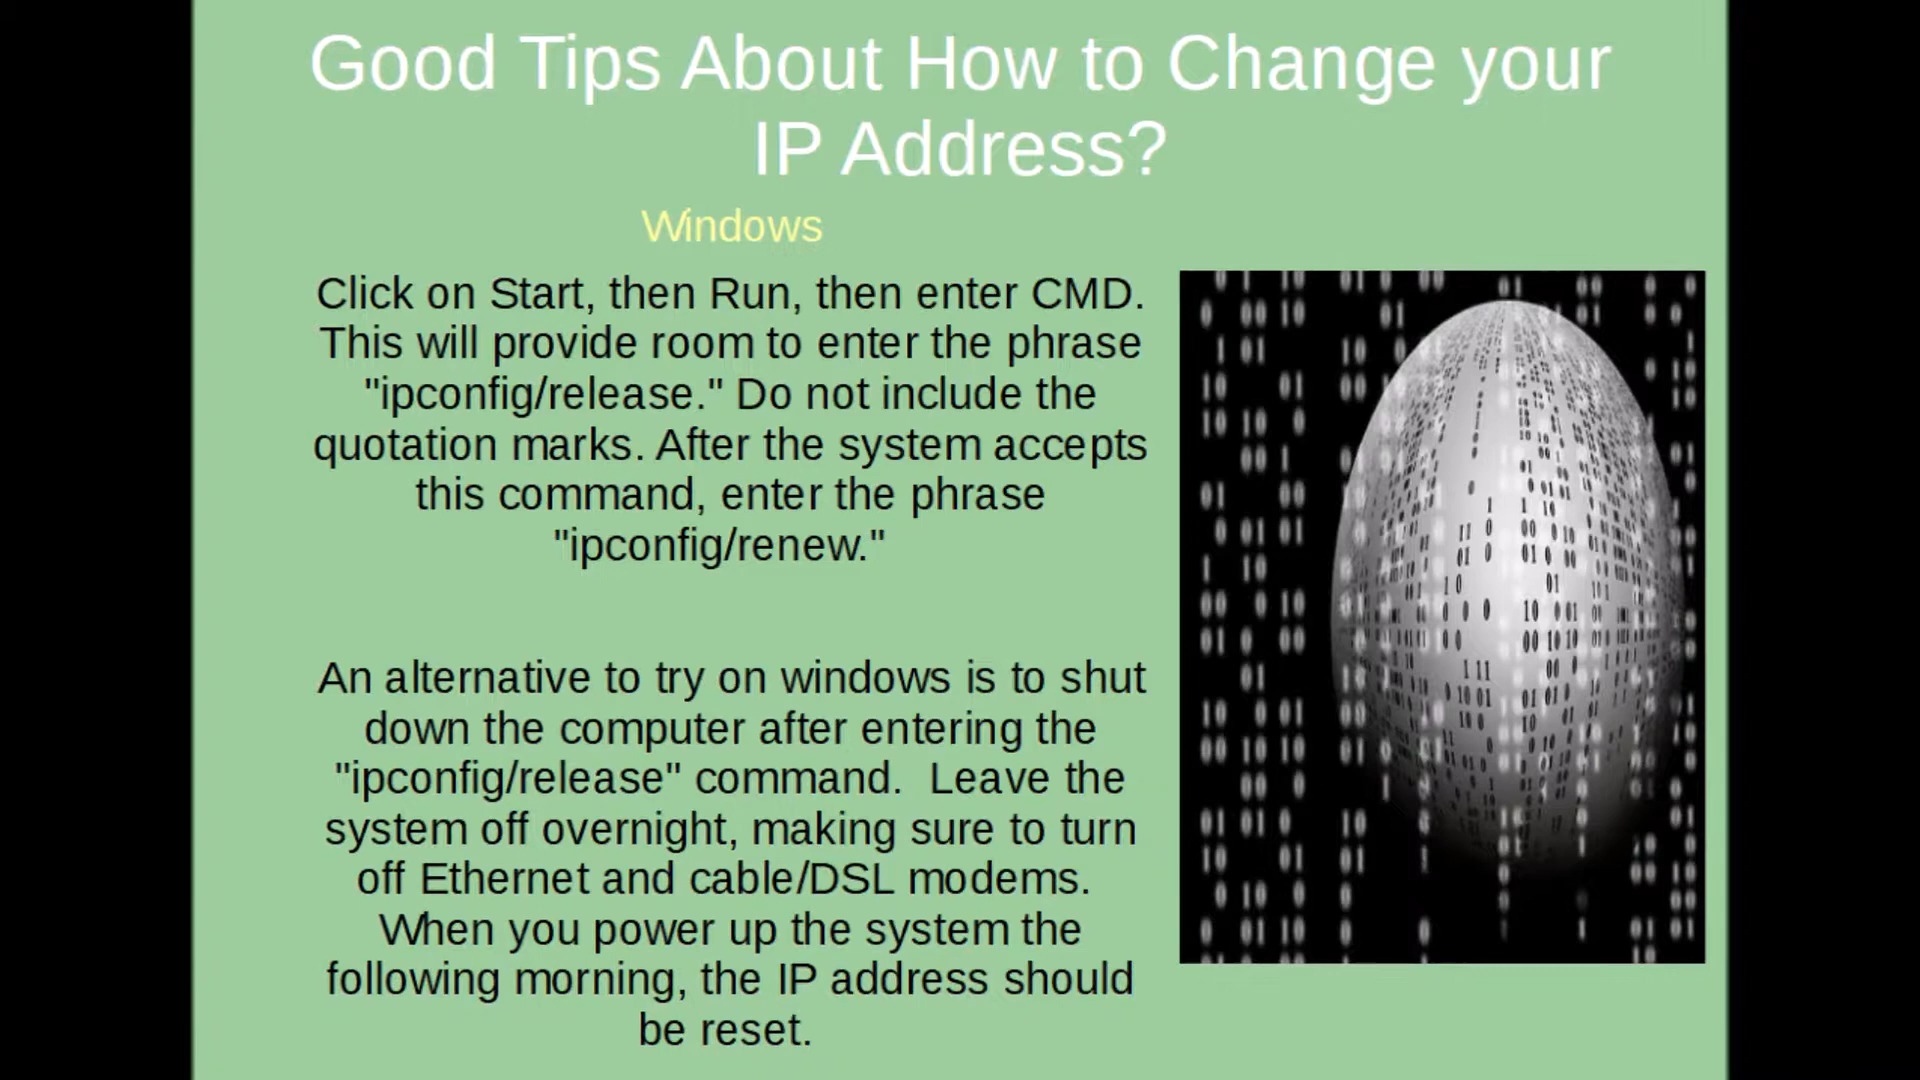 Good Tips About How to Change your
IP Address?
Windows
Click on Start, then Run, then enter CMD.
This will provide room to enter the phrase
"ipconfig/release." Do not include the
quotation marks. After the system accepts
this command, enter the phrase
"ipconfig/renew."
An alternative to try on windows is to shut
down the computer after entering the
"ipconfig/release" command.  Leave the
system off overnight, making sure to turn
off Ethernet and cable/DSL modems.
When you power up the system the
following morning, the IP address should
be reset.